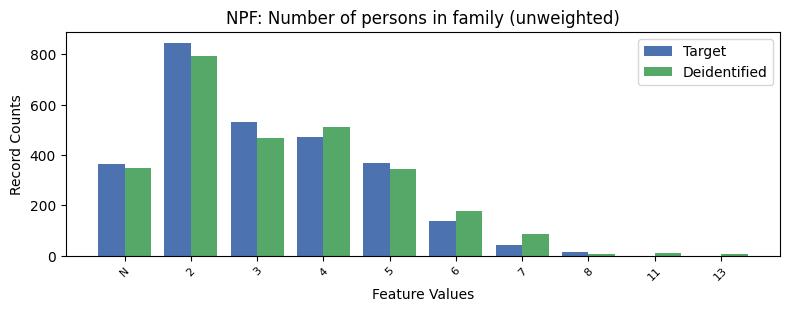 NPF: Number of persons in family (unweighted)
Target
Deidentified
Record Counts
800
600
400
200
0
N 2 3 4 5 6 7 8 11 13
Feature Values